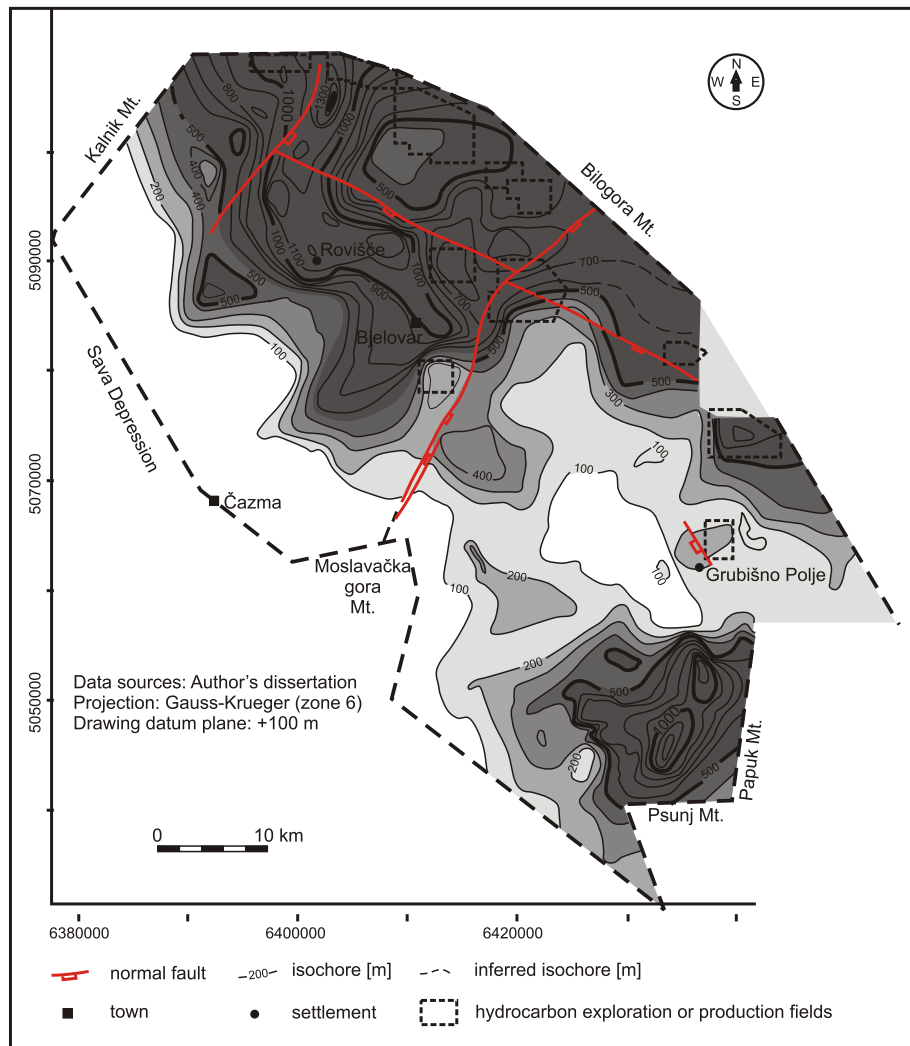 N
W E
S
Kalnik Mt.
Bilogora Mt.
800
1000
1300
1000
500
400
400
200
500
1000
1100
Rovišće
900
1000
700
700
500
500
500
Bjelovar
500
500
300
100
Sava Depression
5090000
100
400
100
100
5070000
Čazma
Moslavačka
gora
Mt.
100
200
100
Grubišno Polje
200
500
1000
200
500
Papuk Mt.
Psunj Mt.
5050000
Data sources: Author's dissertation
Projection: Gauss-Krueger (zone 6)
Drawing datum plane: +100 m
0 10 km
6380000 6400000 6420000
normal fault
200 isochore [m]
inferred isochore [m]
town
settlement
hydrocarbon exploration or production fields